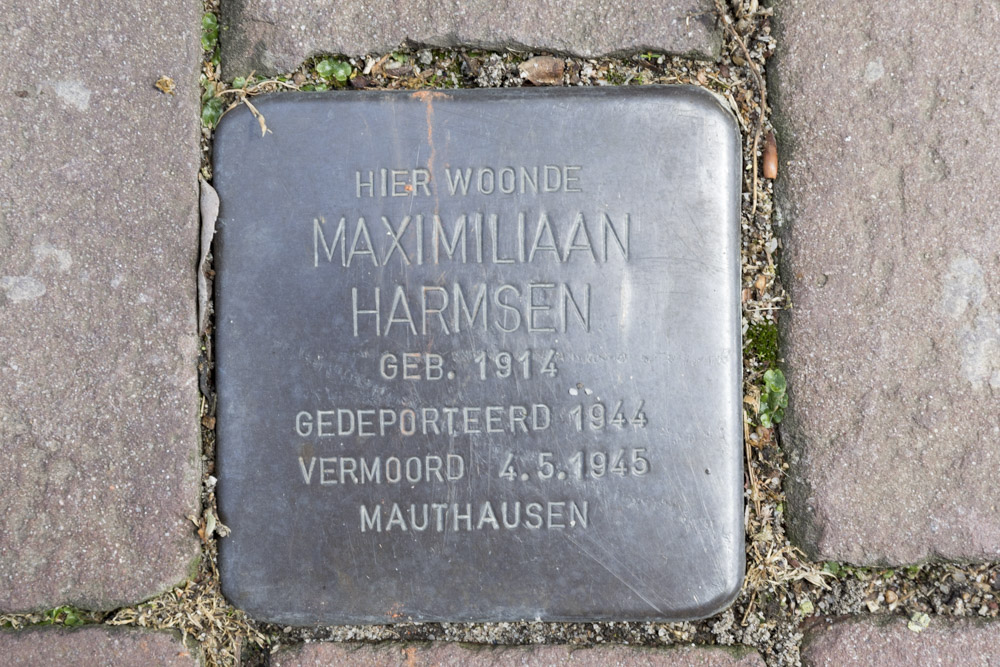 HIER WOONDE
MAXIMILIAAN
HARMSEN
GEB. 1914
GEDEPORTEERD 1944
VERMOORD 4.5.1945
MAUTHAUSEN